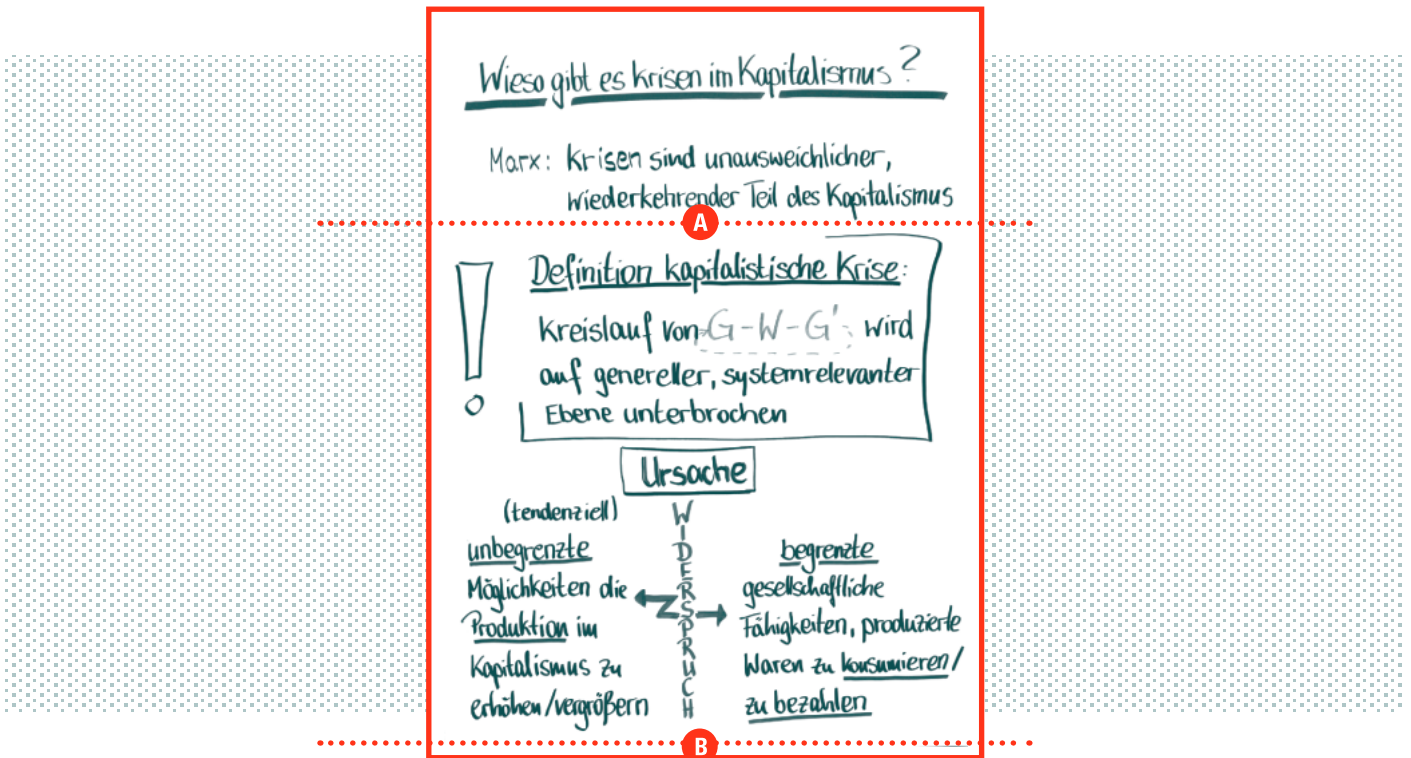 Wieso gibt es Krisen im Kapitalismus?
Marx: Krisen sind unausweichlicher,
wiederkehrender Teil des Kapitalismus
A
Definition kapitalistische Krise:
Kreislauf von G-W-G' wird
auf genereller, systemrelevanter
Ebene unterbrochen
Ursache
WIDERSPRUCH
(tendenziell)
unbegrenzte
Möglichkeiten die
Produktion im
Kapitalismus zu
erhöhen/vergrößern
begrenzte
gesellschaftliche
Fähigkeiten, produzierte
Waren zu konsumieren/
zu bezahlen
B